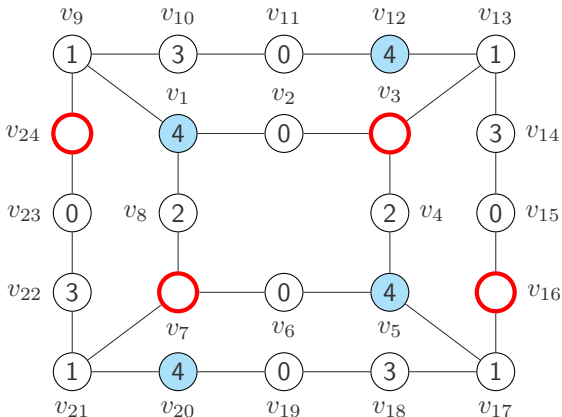 v9 v10 v11 v12 v13
1 3 0 4 1
v1 v2 v3
v24 4 0 3 v14
v23 0 v8 2 2 v4 0 v15
v22 3 0 4 v16
v7 v6 v5
1 4 0 3 1
v21 v20 v19 v18 v17